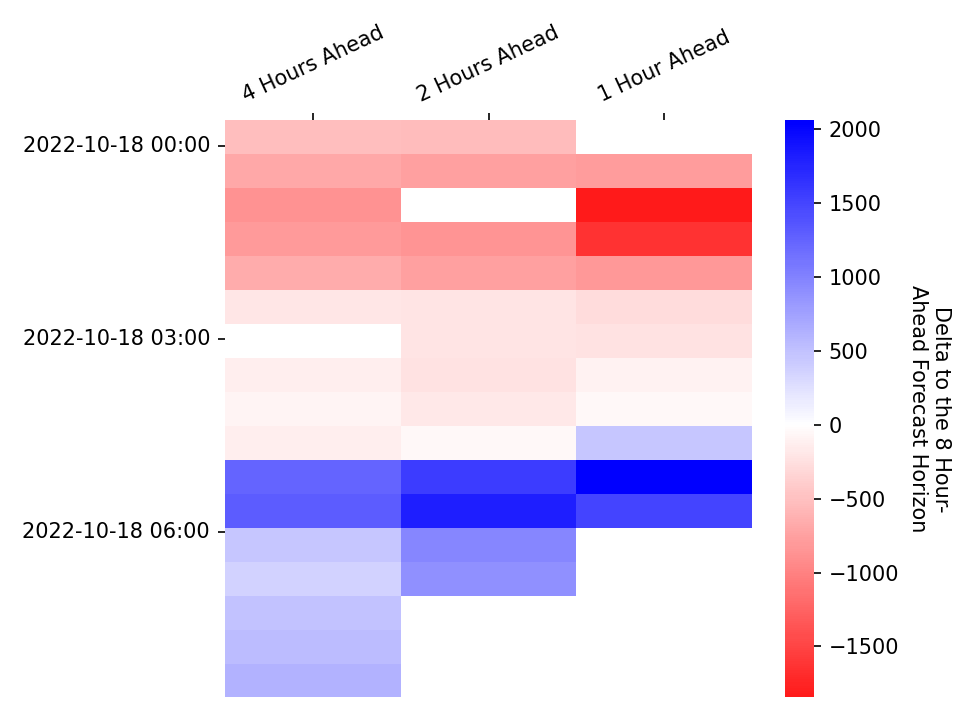 4 Hours Ahead
2 Hours Ahead
1 Hour Ahead
2022-10-18 00:00
2022-10-18 03:00
2022-10-18 06:00
2000
1500
1000
500
0
−500
−1000
−1500
Delta to the 8 Hour-
Ahead Forecast Horizon